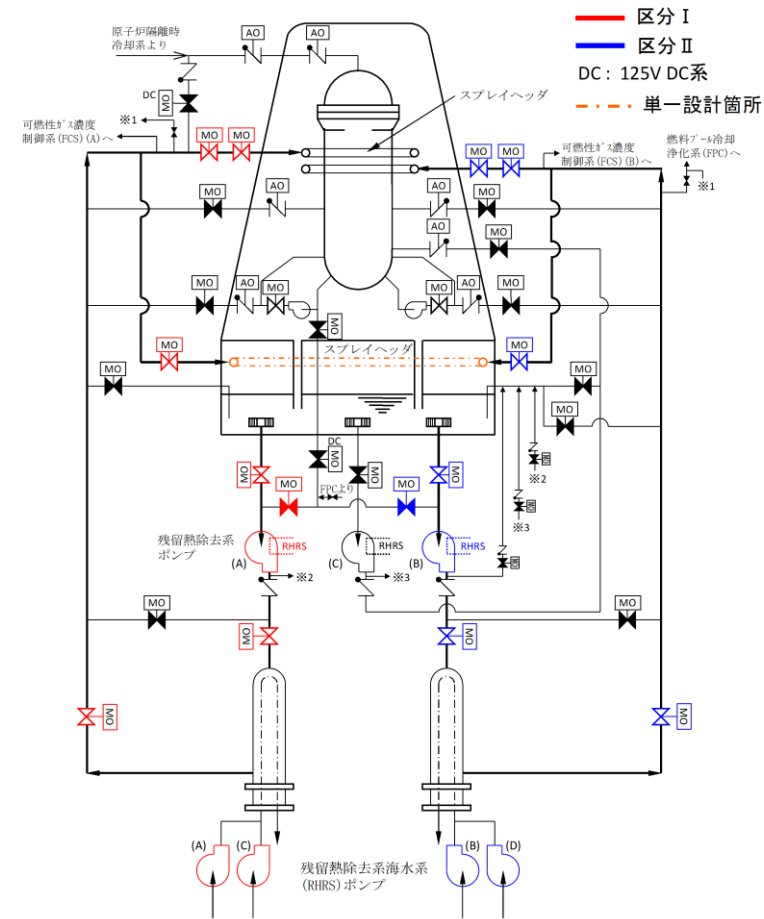 区分Ⅰ
区分Ⅱ
DC : 125V DC系
単一設計箇所
原子炉隔離時
冷却系より
AO
AO
スプレイヘッダ
DC
MO
※1
可燃性ガス濃度
制御系(FCS)(A)へ
MO
MO
MO
MO
可燃性ガス濃度
制御系(FCS)(B)へ
燃料プール冷却
浄化系(FPC)へ
※1
MO
AO
AO
MO
AO
MO
MO
AO
MO
MO
AO
MO
MO
スプレイヘッダ
MO
MO
MO
MO
MO
MO
DC
MO
MO
MO
※2
MO
FPCより
MO
※3
残留熱除去系
ポンプ
RHRS
RHRS
RHRS
(A)
(C)
(B)
※2
※3
MO
MO
MO
MO
MO
MO
(A)
(C)
(B)
(D)
残留熱除去系海水系
(RHRS)ポンプ